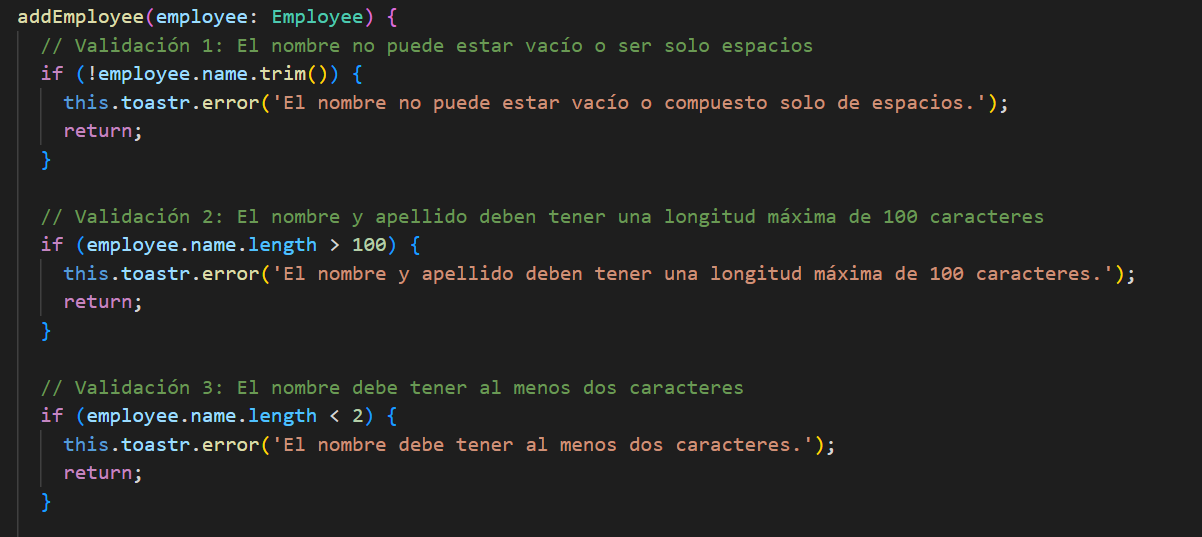 addEmployee(employee: Employee) {
// Validación 1: El nombre no puede estar vacío o ser solo espacios
if (!employee.name.trim()) {
this.toastr.error('El nombre no puede estar vacío o compuesto solo de espacios.');
return;
}
// Validación 2: El nombre y apellido deben tener una longitud máxima de 100 caracteres
if (employee.name.length > 100) {
this.toastr.error('El nombre y apellido deben tener una longitud máxima de 100 caracteres.');
return;
}
// Validación 3: El nombre debe tener al menos dos caracteres
if (employee.name.length < 2) {
this.toastr.error('El nombre debe tener al menos dos caracteres.');
return;
}